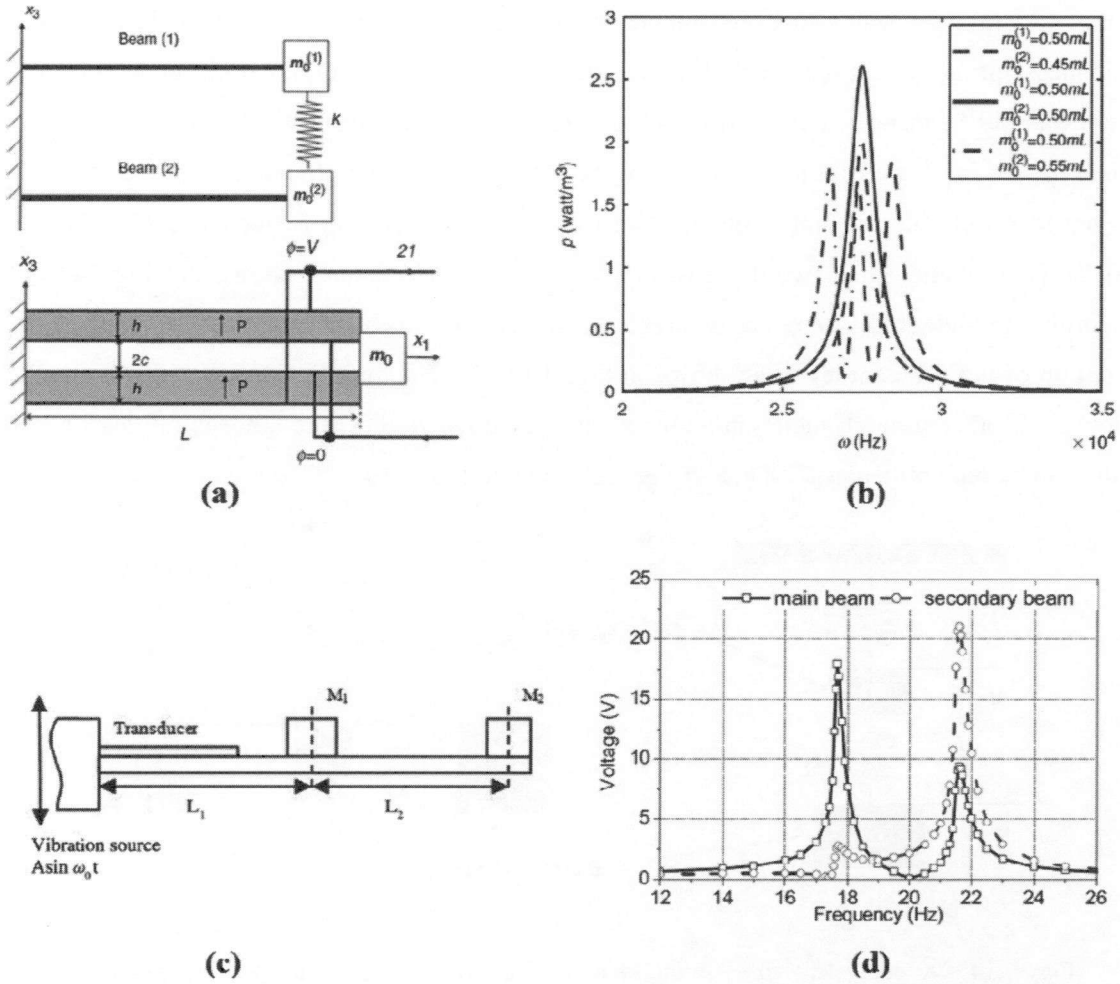 x₃
Beam (1)
m₀⁽¹⁾
K
Beam (2)
m₀⁽²⁾
x₃
ϕ=V
21
h
P
2c
m₀
x₁
h
P
L
ϕ=0
(a)
p (watt/m³)
3
2.5
2
1.5
1
0.5
0
2
2.5
3.0
3.5
× 10⁴
ω (Hz)
m₀⁽¹⁾=0.50mL
m₀⁽²⁾=0.45mL
m₀⁽¹⁾=0.50mL
m₀⁽²⁾=0.50mL
m₀⁽¹⁾=0.50mL
m₀⁽²⁾=0.55mL
(b)
M₁
M₂
Transducer
L₁
L₂
Vibration source
Asin ω₀t
(c)
main beam
secondary beam
Voltage (V)
25
20
15
10
5
0
12
14
16
18
20
22
24
26
Frequency (Hz)
(d)